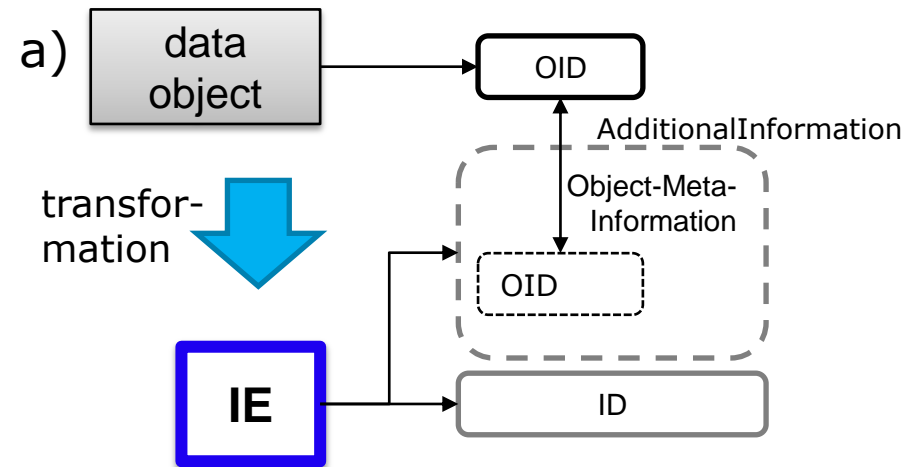 a)
data
object
OID
AdditionalInformation
Object-Meta-
Information
transfor-
mation
OID
IE
ID